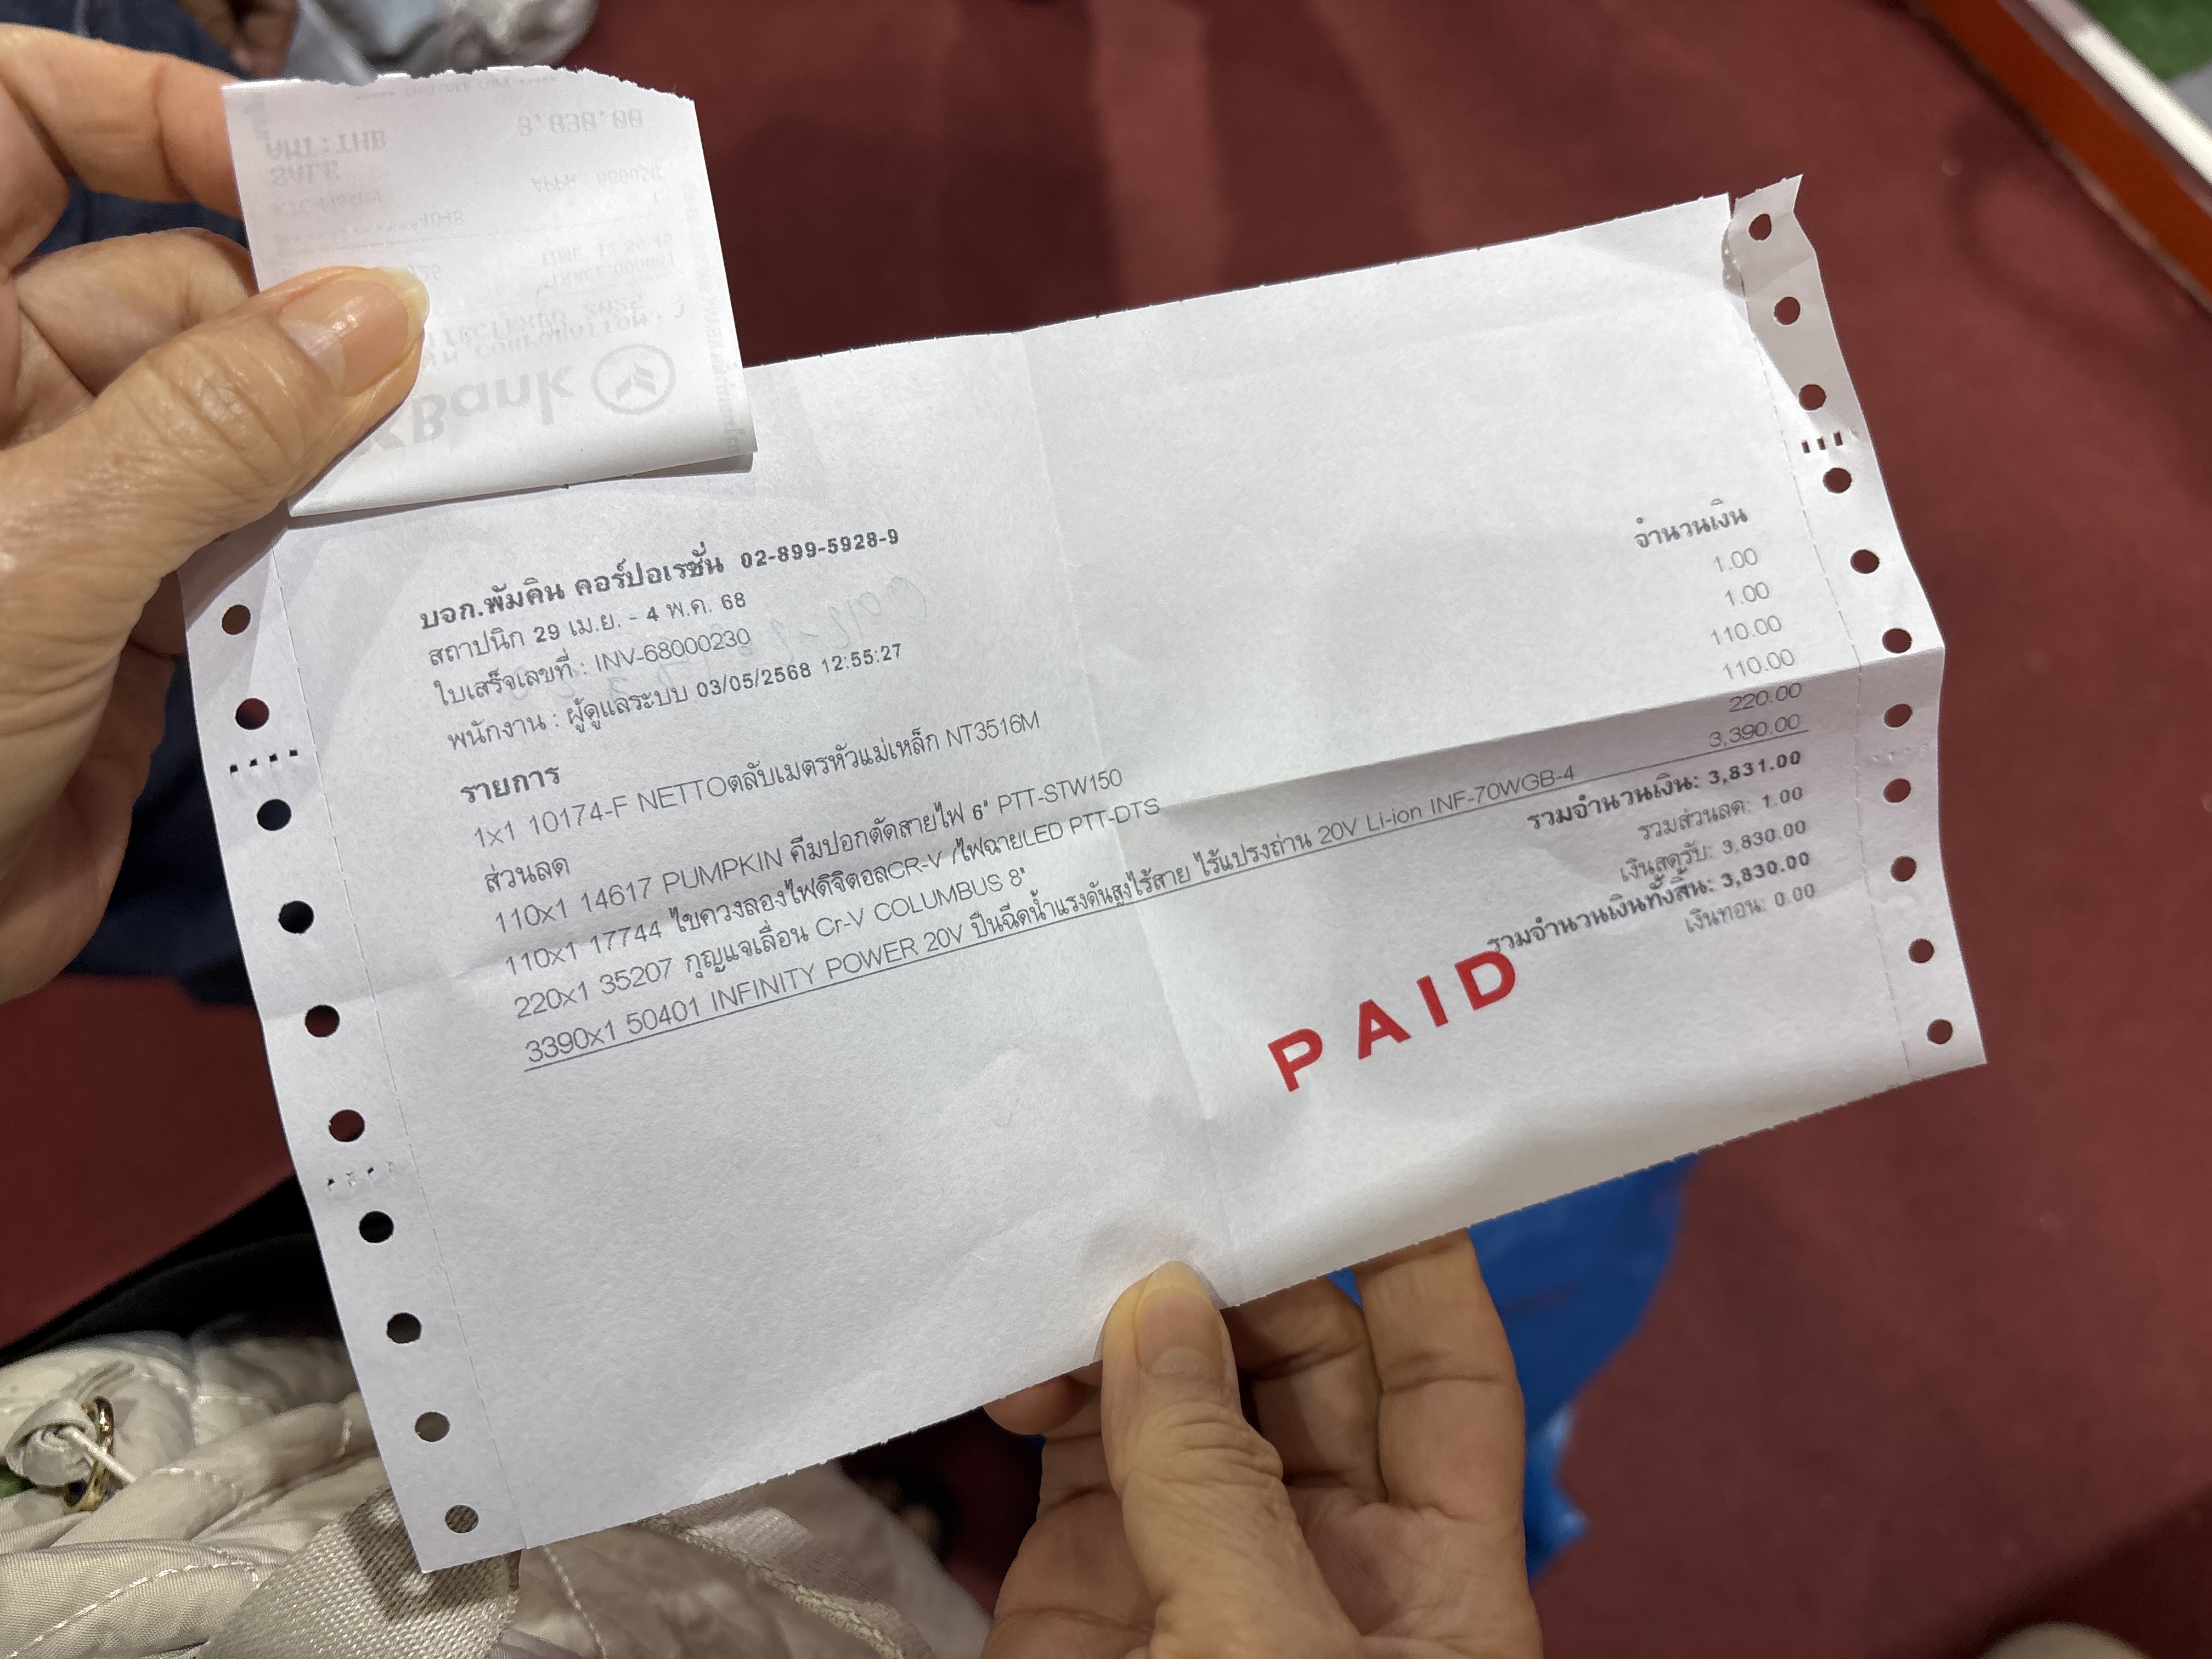 บจก.พัมคิน คอร์ปอเรชั่น 02-899-5928-9
สถาปนิก 29 เม.ย. - 4 พ.ค. 68
ใบเสร็จเลขที่ : INV-68000230
พนักงาน : ผู้ดูแลระบบ 03/05/2568 12:55:27
รายการ จำนวนเงิน
1x1 10174-F NETTOตลับเมตรหัวแม่เหล็ก NT3516M 1.00
ส่วนลด 1.00
110x1 14617 PUMPKIN คีมปอกตัดสายไฟ 6" PTT-STW150 110.00
110x1 17744 ไขควงลองไฟดิจิตอลCR-V /ไฟฉายLED PTT-DTS 110.00
220x1 35207 กุญแจเลื่อน Cr-V COLUMBUS 8" 220.00
3390x1 50401 INFINITY POWER 20V ปืนฉีดน้ำแรงดันสูงไร้สาย ไร้แปรงถ่าน 20V Li-ion INF-70WGB-4 3,390.00
รวมจำนวนเงิน: 3,831.00
รวมส่วนลด: 1.00
เงินสดรับ: 3,830.00
รวมจำนวนเงินทั้งสิ้น: 3,830.00
เงินทอน: 0.00
PAID